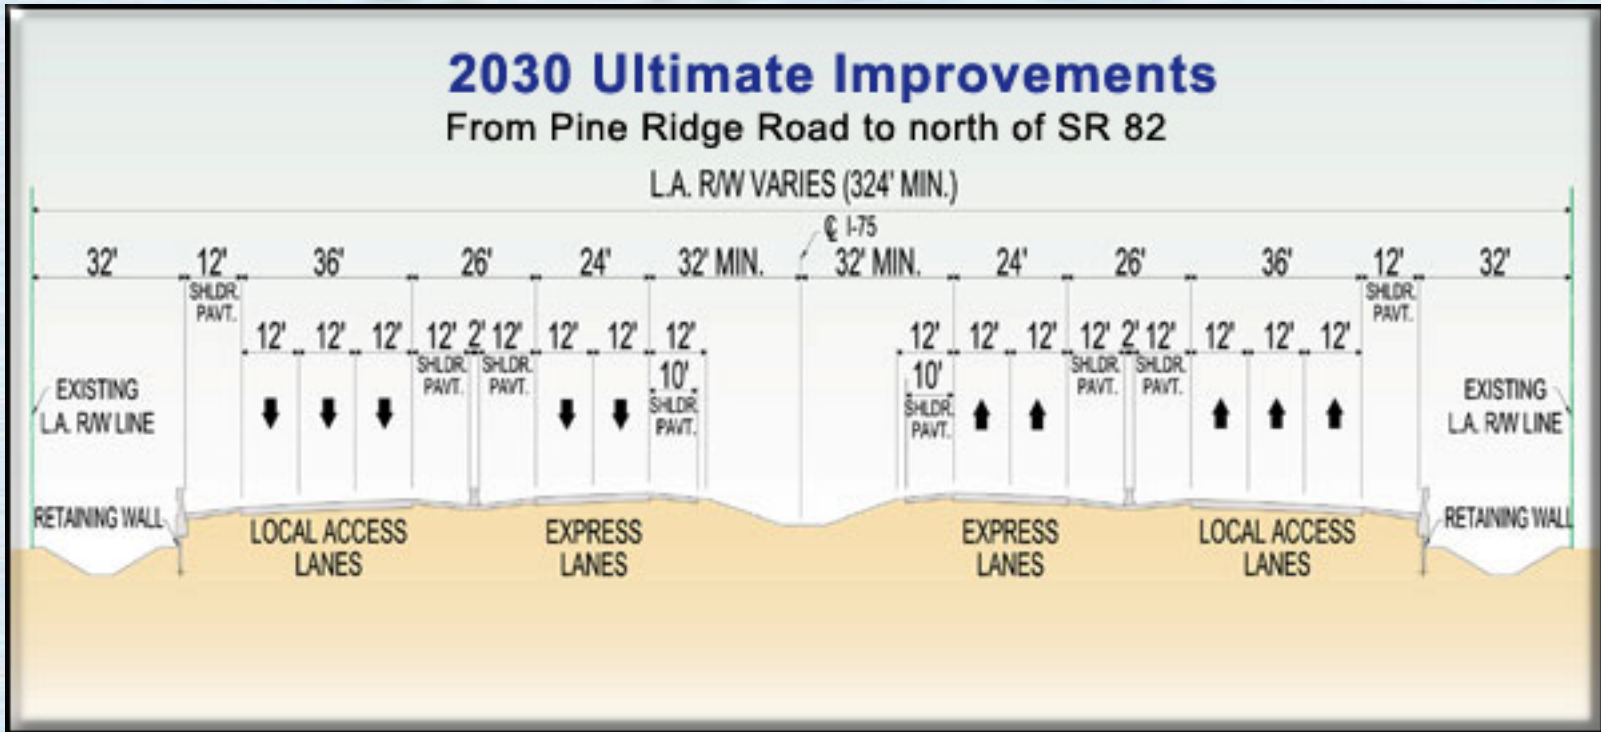 2030 Ultimate Improvements
From Pine Ridge Road to north of SR 82
L.A. R/W VARIES (324' MIN.)
℄ I-75
32' 12' 36' 26' 24' 32' MIN. 32' MIN. 24' 26' 36' 12' 32'
SHLDR. SHLDR.
PAVT. PAVT.
12' 12' 12' 12' 2' 12' 12' 12' 12' 12' 12' 12' 12' 2' 12' 12' 12' 12'
SHLDR. SHLDR. SHLDR. SHLDR.
PAVT. PAVT. PAVT. PAVT.
10' 10'
SHLDR. SHLDR.
PAVT. PAVT.
EXISTING EXISTING
L.A. R/W LINE L.A. R/W LINE
RETAINING WALL RETAINING WALL
LOCAL ACCESS EXPRESS EXPRESS LOCAL ACCESS
LANES LANES LANES LANES